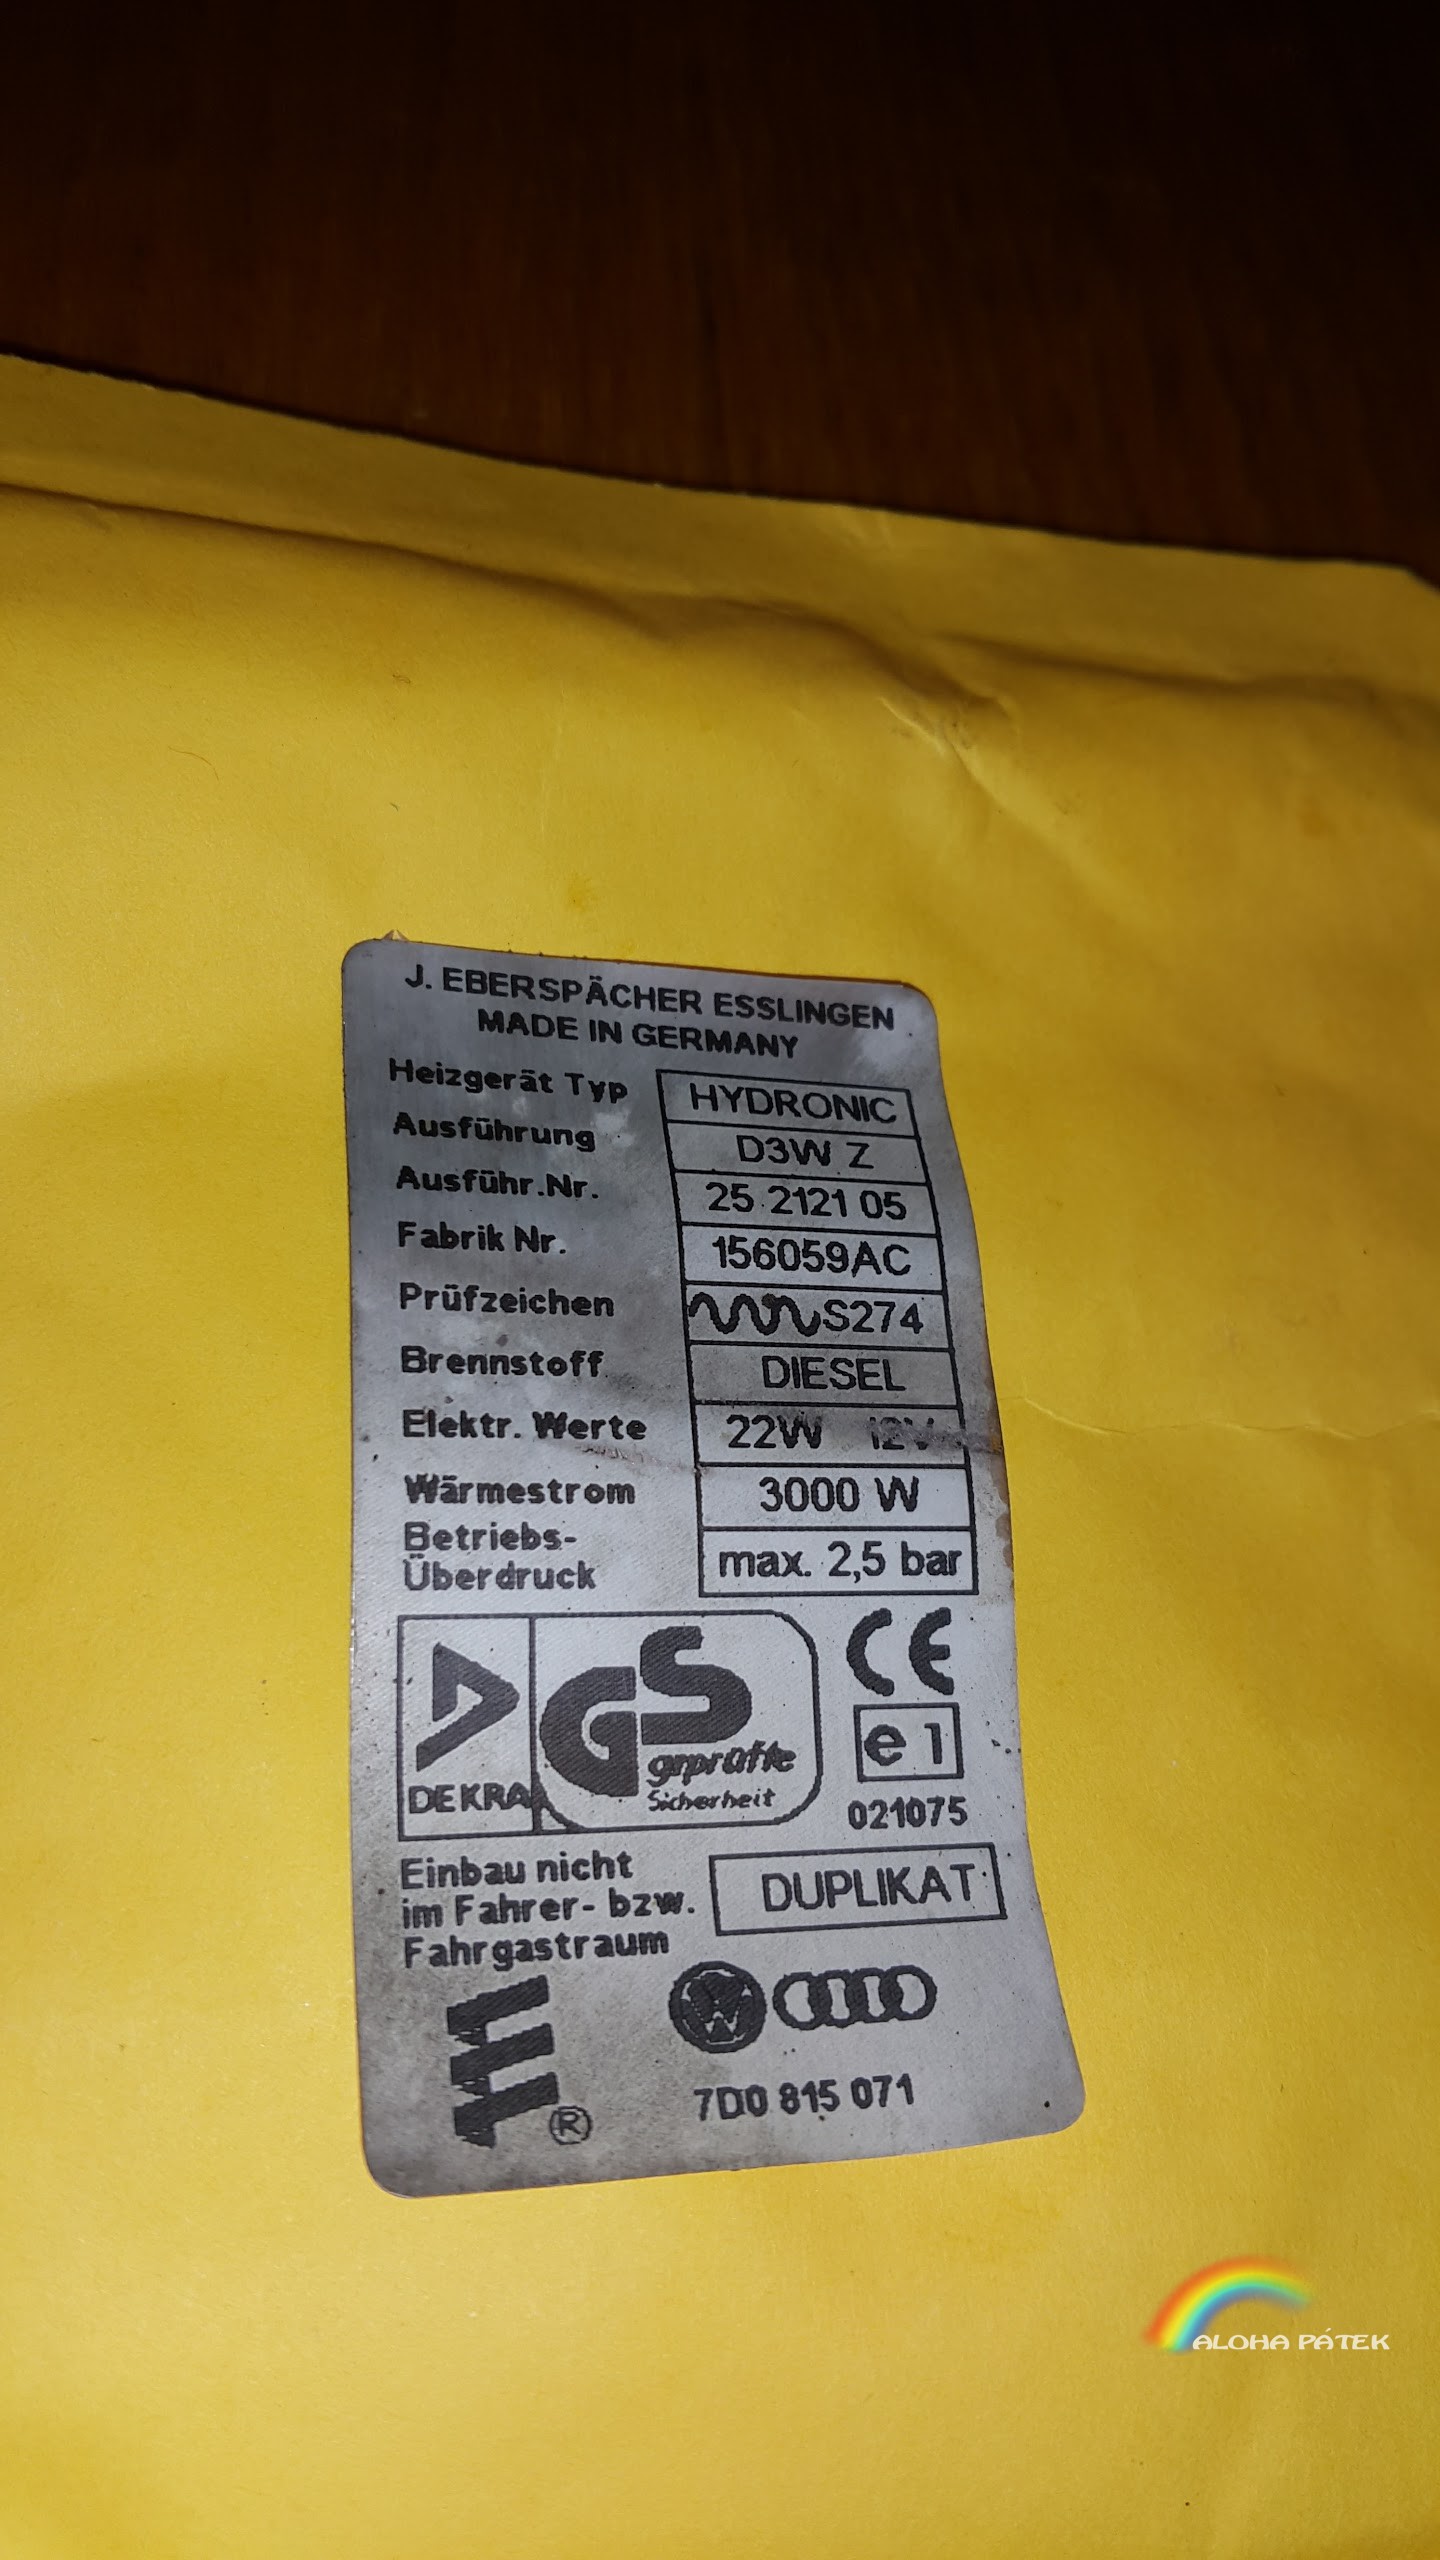 J. EBERSPÄCHER ESSLINGEN
MADE IN GERMANY
Heizgerät Typ HYDRONIC
Ausführung D3W Z
Ausführ.Nr. 25 2121 05
Fabrik Nr. 156059AC
Prüfzeichen S274
Brennstoff DIESEL
Elektr. Werte 22W 12V
Wärmestrom 3000 W
Betriebs-
Überdruck max. 2,5 bar
DEKRA
GS
geprüfte
Sicherheit
CE
e1
021075
Einbau nicht
im Fahrer- bzw.
Fahrgastraum
DUPLIKAT
®
7D0 815 071
ALOHA PÁTEK